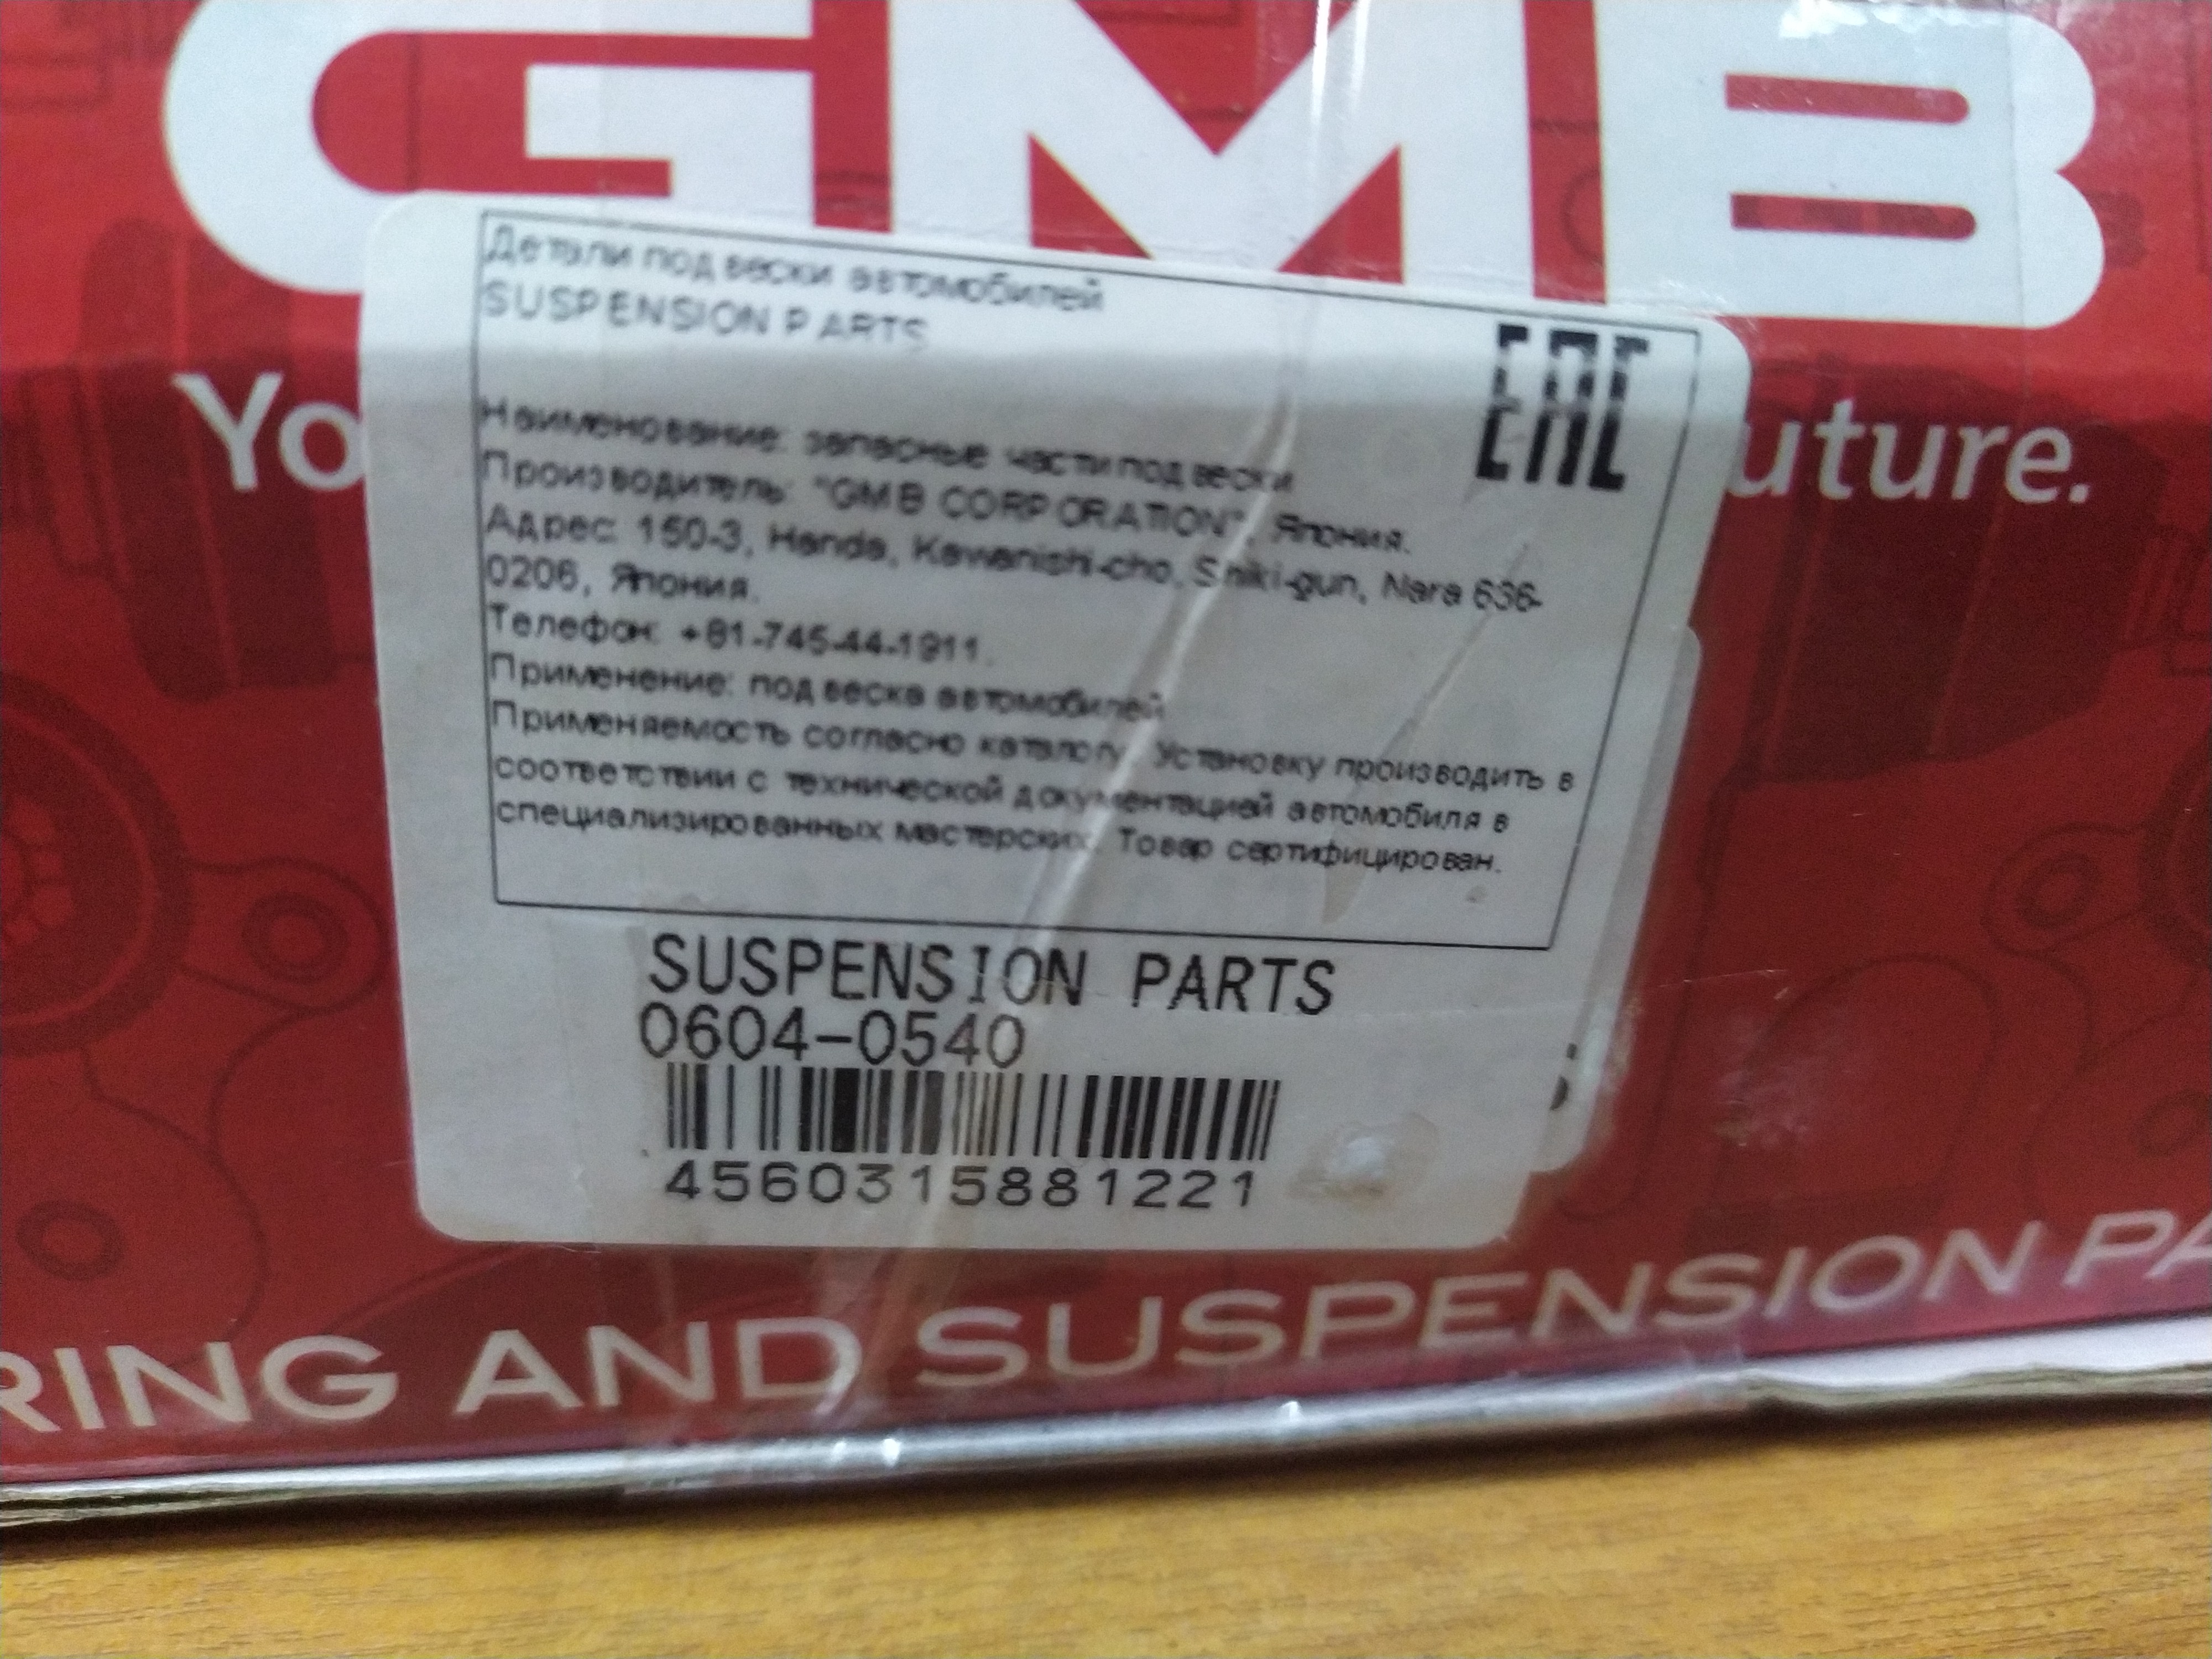 GMB
Yo
uture.
Детали подвески автомобилей
SUSPENSION PARTS
EAC
Наименование: запасные части подвески
Производитель: "GMB CORPORATION", Япония.
Адрес: 150-3, Handa, Kawanishi-cho, Shiki-gun, Nara 636-
0206, Япония.
Телефон: +81-745-44-1911.
Применение: подвеска автомобилей
Применяемость согласно каталогу. Установку производить в
соответствии с технической документацией автомобиля в
специализированных мастерских. Товар сертифицирован.
SUSPENSION PARTS
0604-0540
4560315881221
S
RING AND SUSPENSION PA